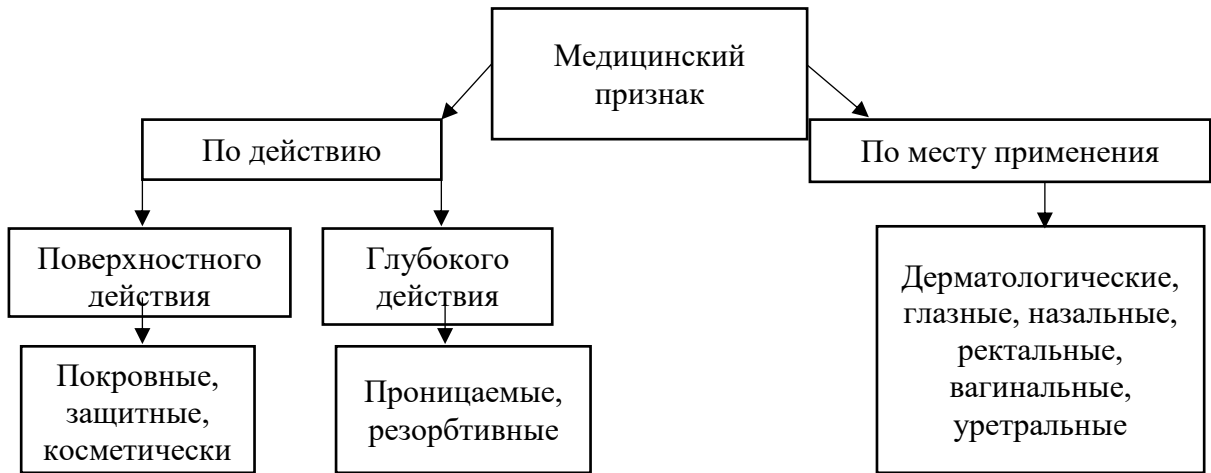 Медицинский
признак
По действию
По месту применения
Поверхностного
действия
Глубокого
действия
Дерматологические,
глазные, назальные,
ректальные,
вагинальные,
уретральные
Покровные,
защитные,
косметически
Проницаемые,
резорбтивные